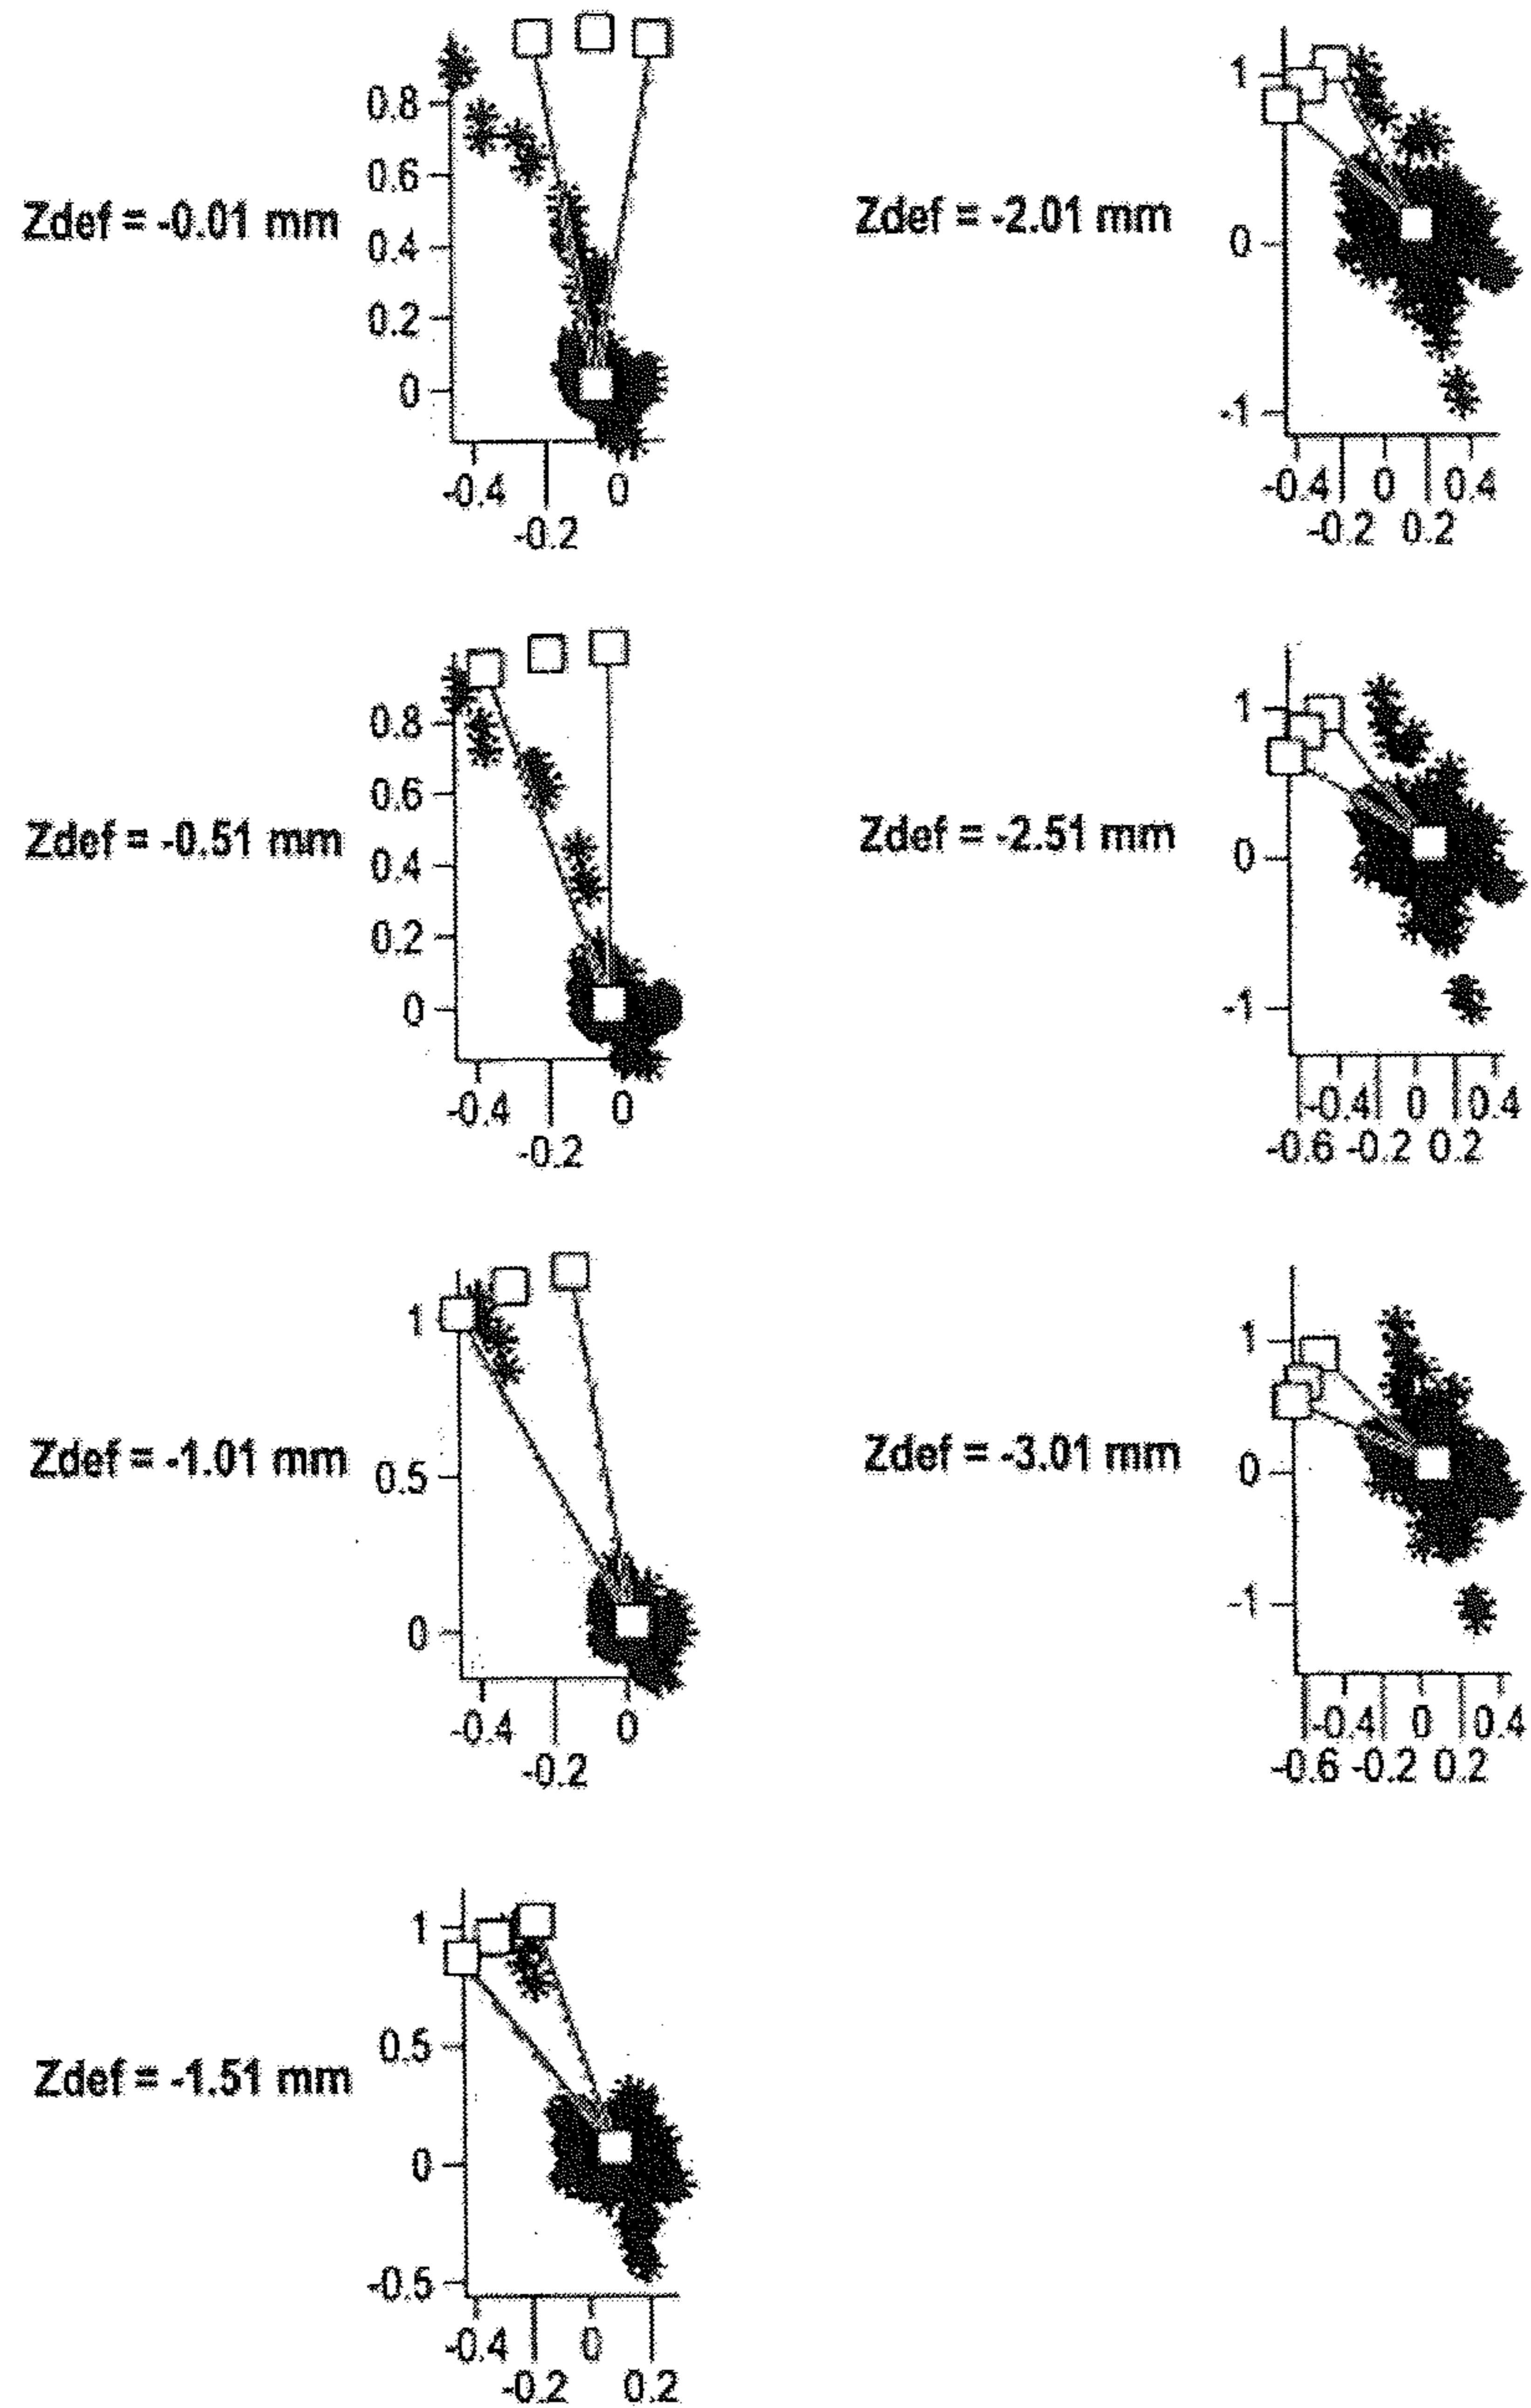 0.8
0.6
Zdef = -0.01 mm
0.4
0.2
0
-0.4 0
-0.2
0.8
0.6
Zdef = -0.51 mm
0.4
0.2
0
-0.4 0
-0.2
1
Zdef = -1.01 mm
0.5
0
-0.4 0
-0.2
1
0.5
Zdef = -1.51 mm
0
-0.5
-0.4 0
-0.2 0.2
1
Zdef = -2.01 mm
0
-1
-0.4 0 0.4
-0.2 0.2
1
Zdef = -2.51 mm
0
-1
-0.4 0 0.4
-0.6 -0.2 0.2
1
Zdef = -3.01 mm
0
-1
-0.4 0 0.4
-0.6 -0.2 0.2